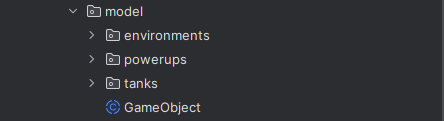 model
environments
powerups
tanks
GameObject